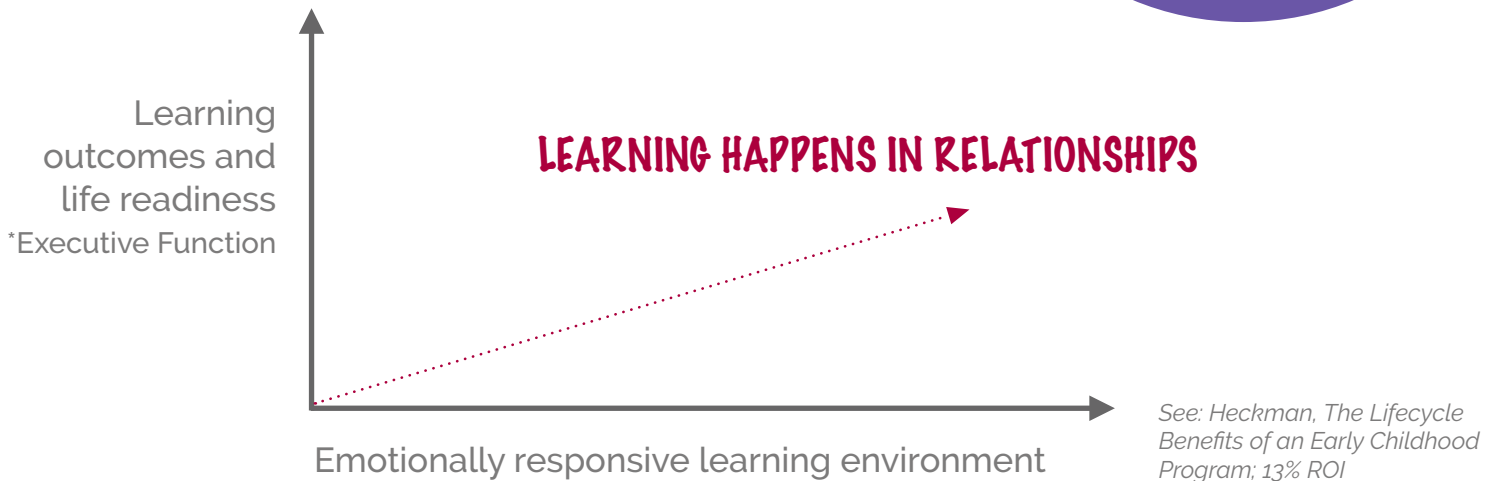 Learning
outcomes and
life readiness
*Executive Function
LEARNING HAPPENS IN RELATIONSHIPS
Emotionally responsive learning environment
See: Heckman, The Lifecycle
Benefits of an Early Childhood
Program; 13% ROI